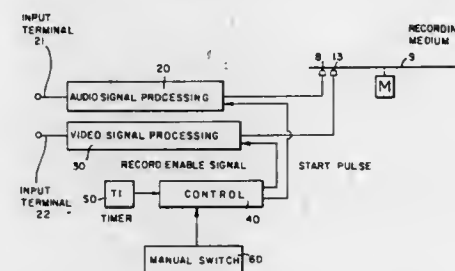 INPUT
TERMINAL
21
RECORDING
MEDIUM
20
8 13 9
AUDIO SIGNAL PROCESSING
M
VIDEO SIGNAL PROCESSING
30
RECORD ENABLE SIGNAL
START PULSE
INPUT
TERMINAL
22
50
TI
CONTROL
TIMER
40
MANUAL SWITCH
60